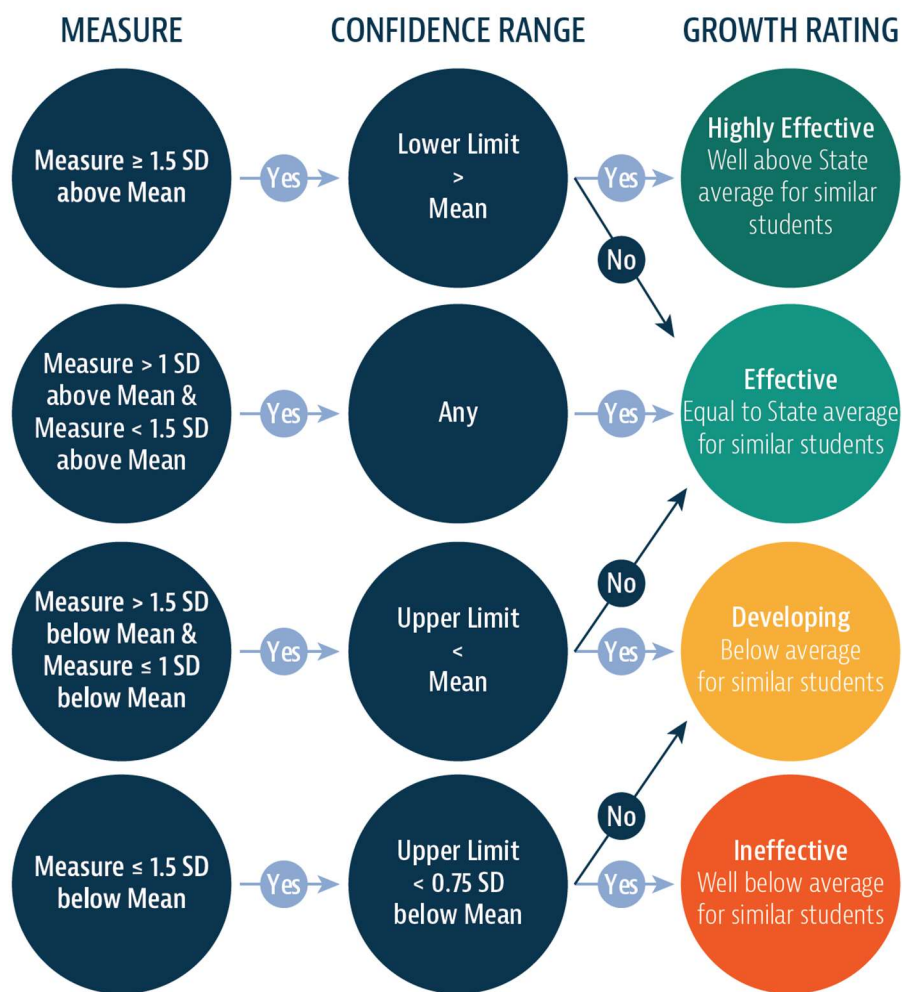 MEASURE
CONFIDENCE RANGE
GROWTH RATING
Measure ≥ 1.5 SD
above Mean
Yes
Lower Limit
>
Mean
Yes
No
Highly Effective
Well above State
average for similar
students
Measure > 1 SD
above Mean &
Measure < 1.5 SD
above Mean
Yes
Any
Yes
Effective
Equal to State average
for similar students
Measure > 1.5 SD
below Mean &
Measure ≤ 1 SD
below Mean
Yes
Upper Limit
<
Mean
No
Yes
Developing
Below average
for similar students
Measure ≤ 1.5 SD
below Mean
Yes
Upper Limit
< 0.75 SD
below Mean
No
Yes
Ineffective
Well below average
for similar students